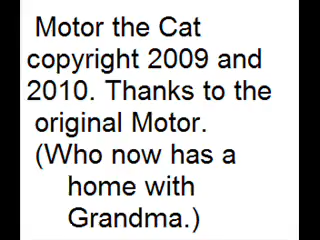 Motor the Cat
copyright 2009 and
2010. Thanks to the
original Motor.
(Who now has a
home with
Grandma.)